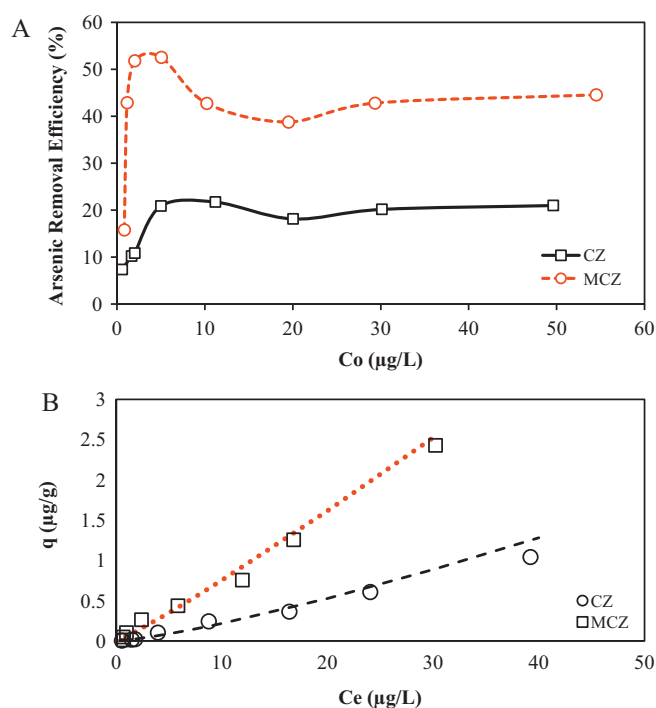 A
Arsenic Removal Efficiency (%)
60
50
40
30
20
10
0
CZ
MCZ
0 10 20 30 40 50 60
Co (µg/L)
B
q (µg/g)
3
2.5
2
1.5
1
0.5
0
CZ
MCZ
0 10 20 30 40 50
Ce (µg/L)